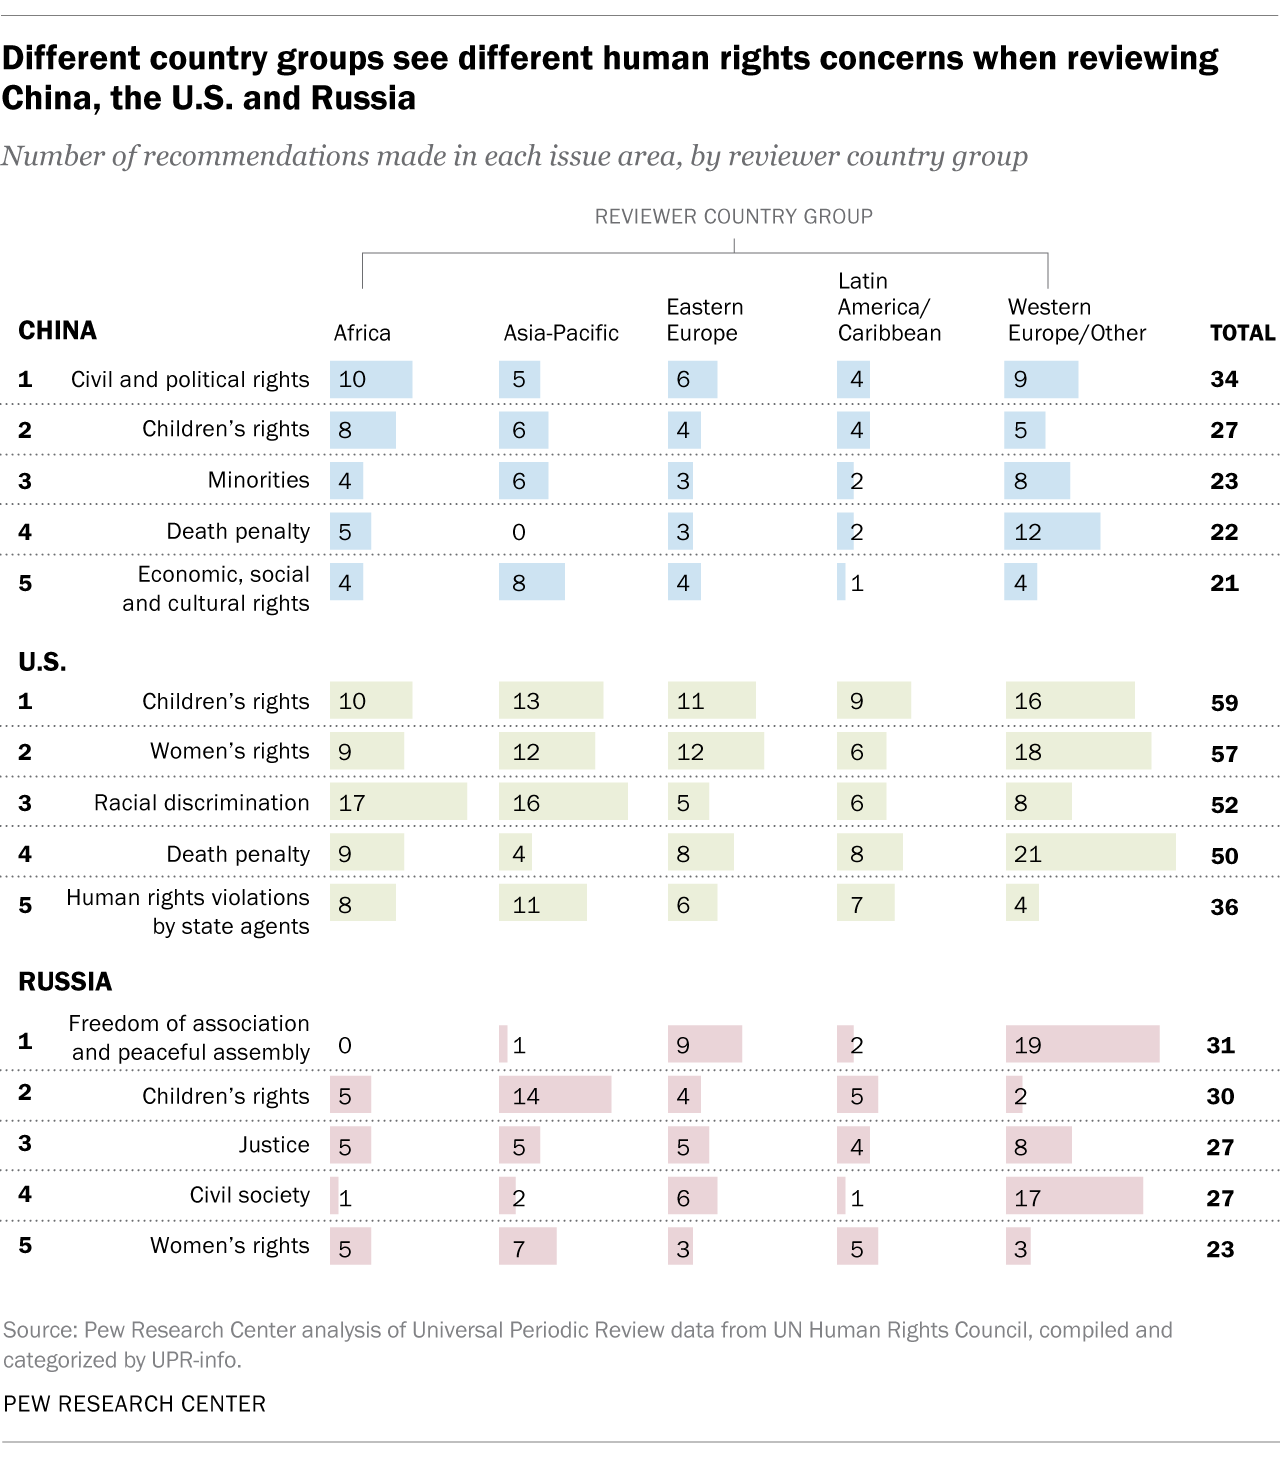 Different country groups see different human rights concerns when reviewing
China, the U.S. and Russia
Number of recommendations made in each issue area, by reviewer country group
REVIEWER COUNTRY GROUP
CHINA Africa Asia-Pacific Eastern Europe Latin America/Caribbean Western Europe/Other TOTAL
1 Civil and political rights 10 5 6 4 9 34
2 Children’s rights 8 6 4 4 5 27
3 Minorities 4 6 3 2 8 23
4 Death penalty 5 0 3 2 12 22
5 Economic, social
and cultural rights 4 8 4 1 4 21
U.S.
1 Children’s rights 10 13 11 9 16 59
2 Women’s rights 9 12 12 6 18 57
3 Racial discrimination 17 16 5 6 8 52
4 Death penalty 9 4 8 8 21 50
5 Human rights violations
by state agents 8 11 6 7 4 36
RUSSIA
1 Freedom of association
and peaceful assembly 0 1 9 2 19 31
2 Children’s rights 5 14 4 5 2 30
3 Justice 5 5 5 4 8 27
4 Civil society 1 2 6 1 17 27
5 Women’s rights 5 7 3 5 3 23
Source: Pew Research Center analysis of Universal Periodic Review data from UN Human Rights Council, compiled and
categorized by UPR-info.
PEW RESEARCH CENTER